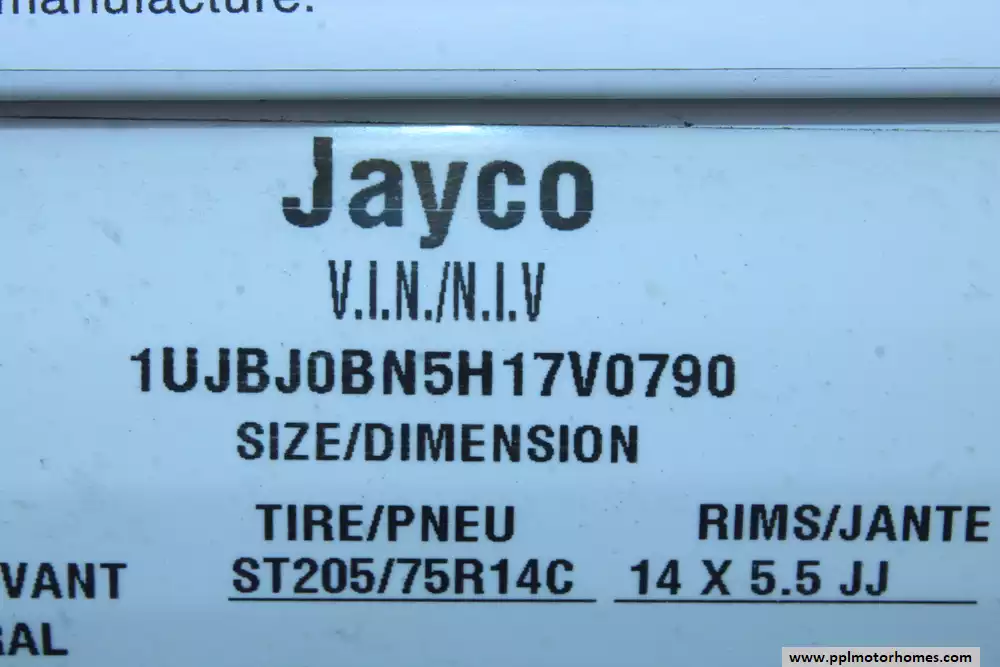 manufacture.
Jayco
V.I.N./N.I.V
1UJBJ0BN5H17V0790
SIZE/DIMENSION
TIRE/PNEU RIMS/JANTE
VANT ST205/75R14C 14 X 5.5 JJ
RAL
www.pplmotorhomes.com